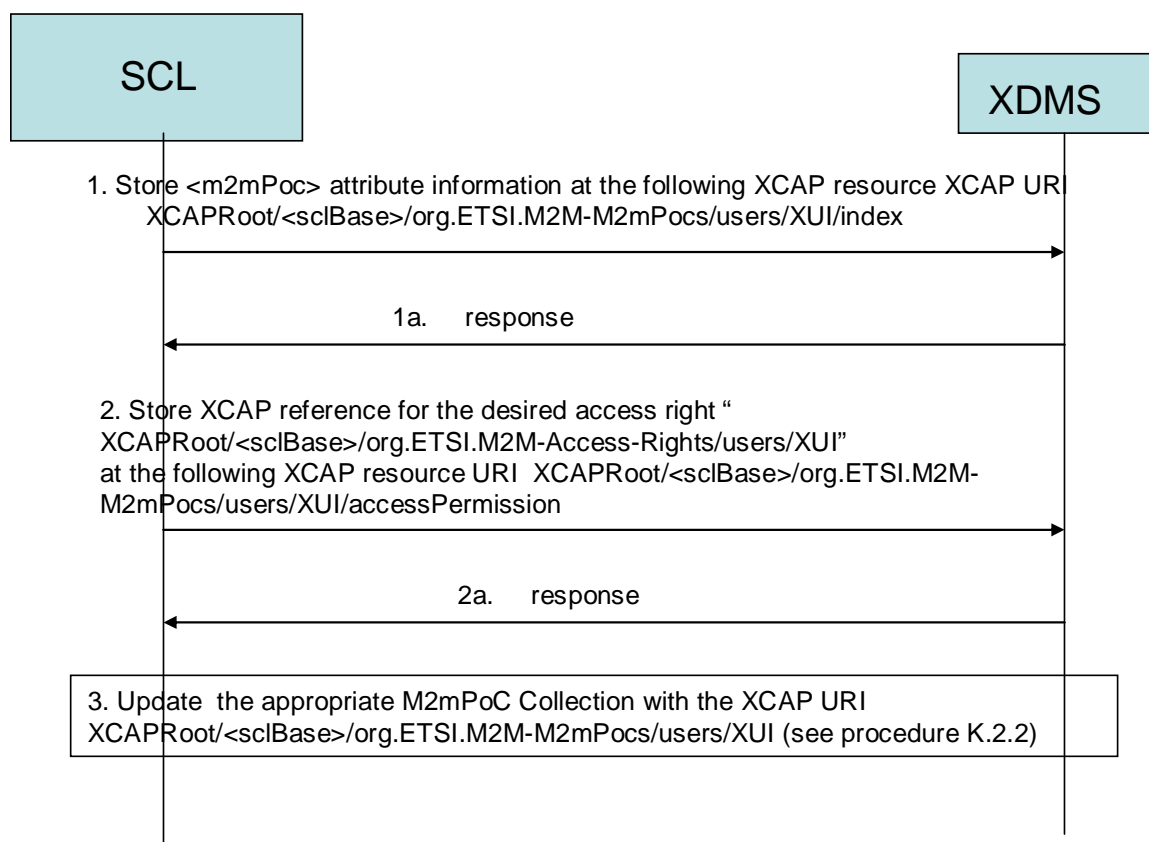 SCL
XDMS
1. Store <m2mPoc> attribute information at the following XCAP resource XCAP URI
XCAPRoot/<sclBase>/org.ETSI.M2M-M2mPocs/users/XUI/index
1a. response
2. Store XCAP reference for the desired access right “
XCAPRoot/<sclBase>/org.ETSI.M2M-Access-Rights/users/XUI”
at the following XCAP resource URI XCAPRoot/<sclBase>/org.ETSI.M2M-
M2mPocs/users/XUI/accessPermission
2a. response
3. Update the appropriate M2mPoC Collection with the XCAP URI
XCAPRoot/<sclBase>/org.ETSI.M2M-M2mPocs/users/XUI (see procedure K.2.2)